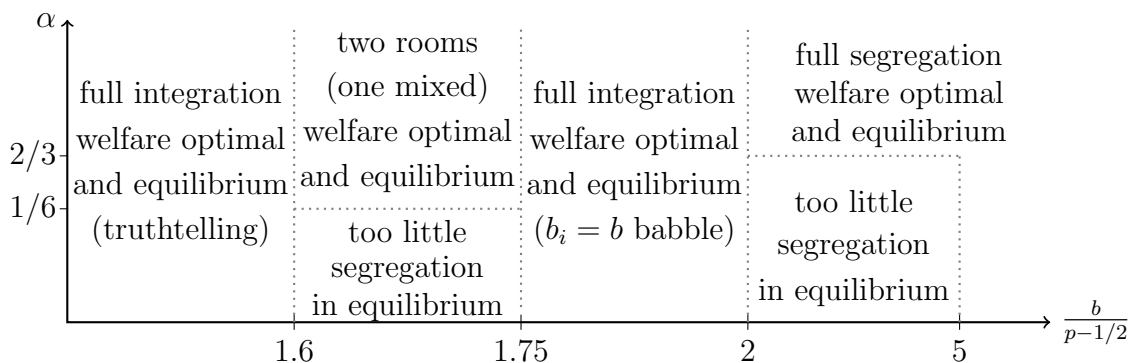 α
full integration
welfare optimal
and equilibrium
(truthtelling)
two rooms
(one mixed)
welfare optimal
and equilibrium
too little
segregation
in equilibrium
full integration
welfare optimal
and equilibrium
(b_i = b babble)
full segregation
welfare optimal
and equilibrium
too little
segregation
in equilibrium
2/3
1/6
1.6
1.75
2
5
b
p−1/2